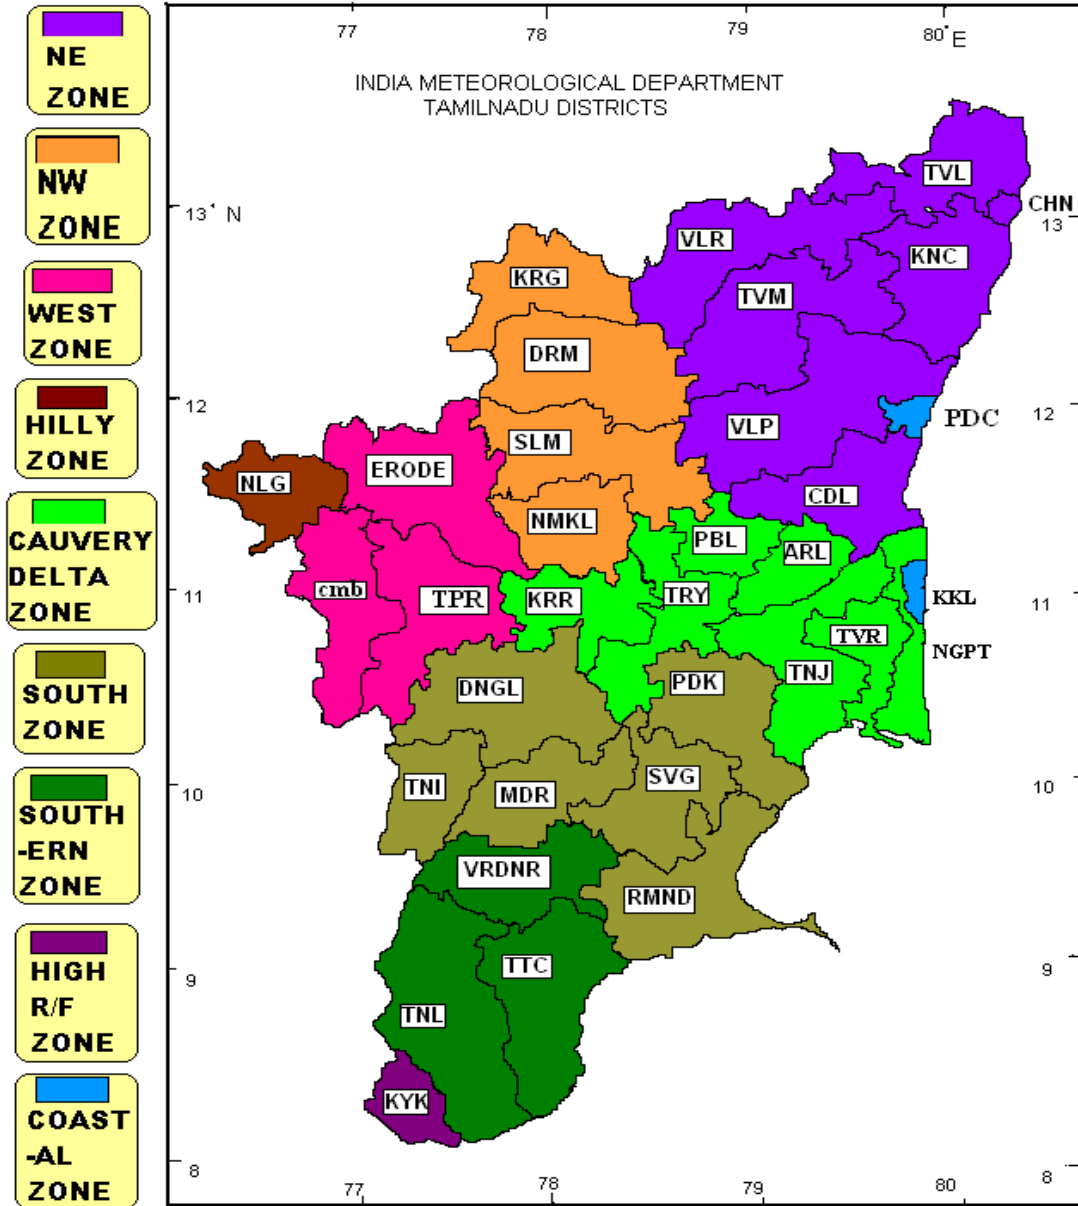 NE
ZONE
NW
ZONE
WEST
ZONE
HILLY
ZONE
CAUVERY
DELTA
ZONE
SOUTH
ZONE
SOUTH
-ERN
ZONE
HIGH
R/F
ZONE
COAST
-AL
ZONE
77
78
79
80° E
INDIA METEOROLOGICAL DEPARTMENT
TAMILNADU DISTRICTS
TVL
13° N
CHN
13
VLR
KNC
KRG
TVM
DRM
12
12
PDC
VLP
SLM
ERODE
NLG
CDL
NMKL
PBL
ARL
11
cmb
TPR
KRR
TRY
KKL
11
TVR
NGPT
TNJ
DNGL
PDK
10
TNI
MDR
SVG
10
VRDNR
RMND
9
TTC
9
TNL
KYK
8
8
77
78
79
80